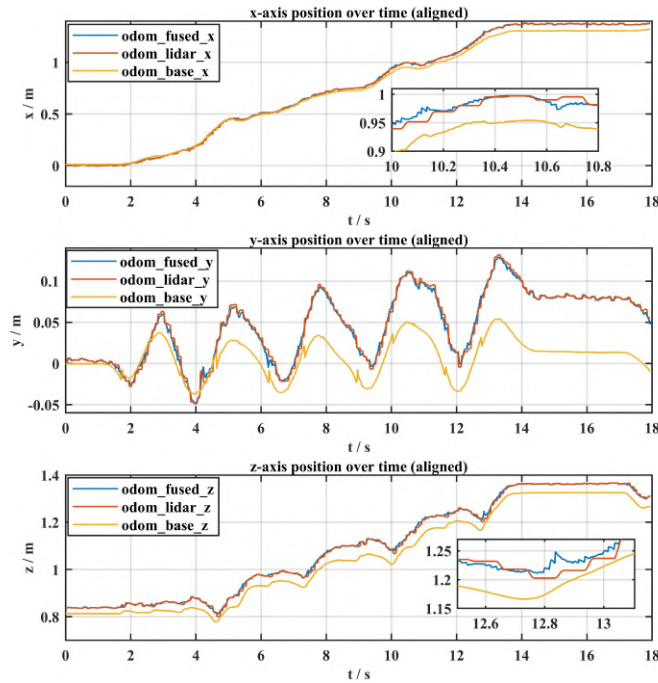 x-axis position over time (aligned)
odom_fused_x
odom_lidar_x
odom_base_x
x / m
1
0.5
0
1
0.95
0.9
10 10.2 10.4 10.6 10.8
0 2 4 6 8 10 12 14 16 18
t / s
y-axis position over time (aligned)
odom_fused_y
odom_lidar_y
odom_base_y
y / m
0.1
0.05
0
-0.05
0 2 4 6 8 10 12 14 16 18
t / s
z-axis position over time (aligned)
odom_fused_z
odom_lidar_z
odom_base_z
z / m
1.4
1.2
1
0.8
1.25
1.2
1.15
12.6 12.8 13
0 2 4 6 8 10 12 14 16 18
t / s